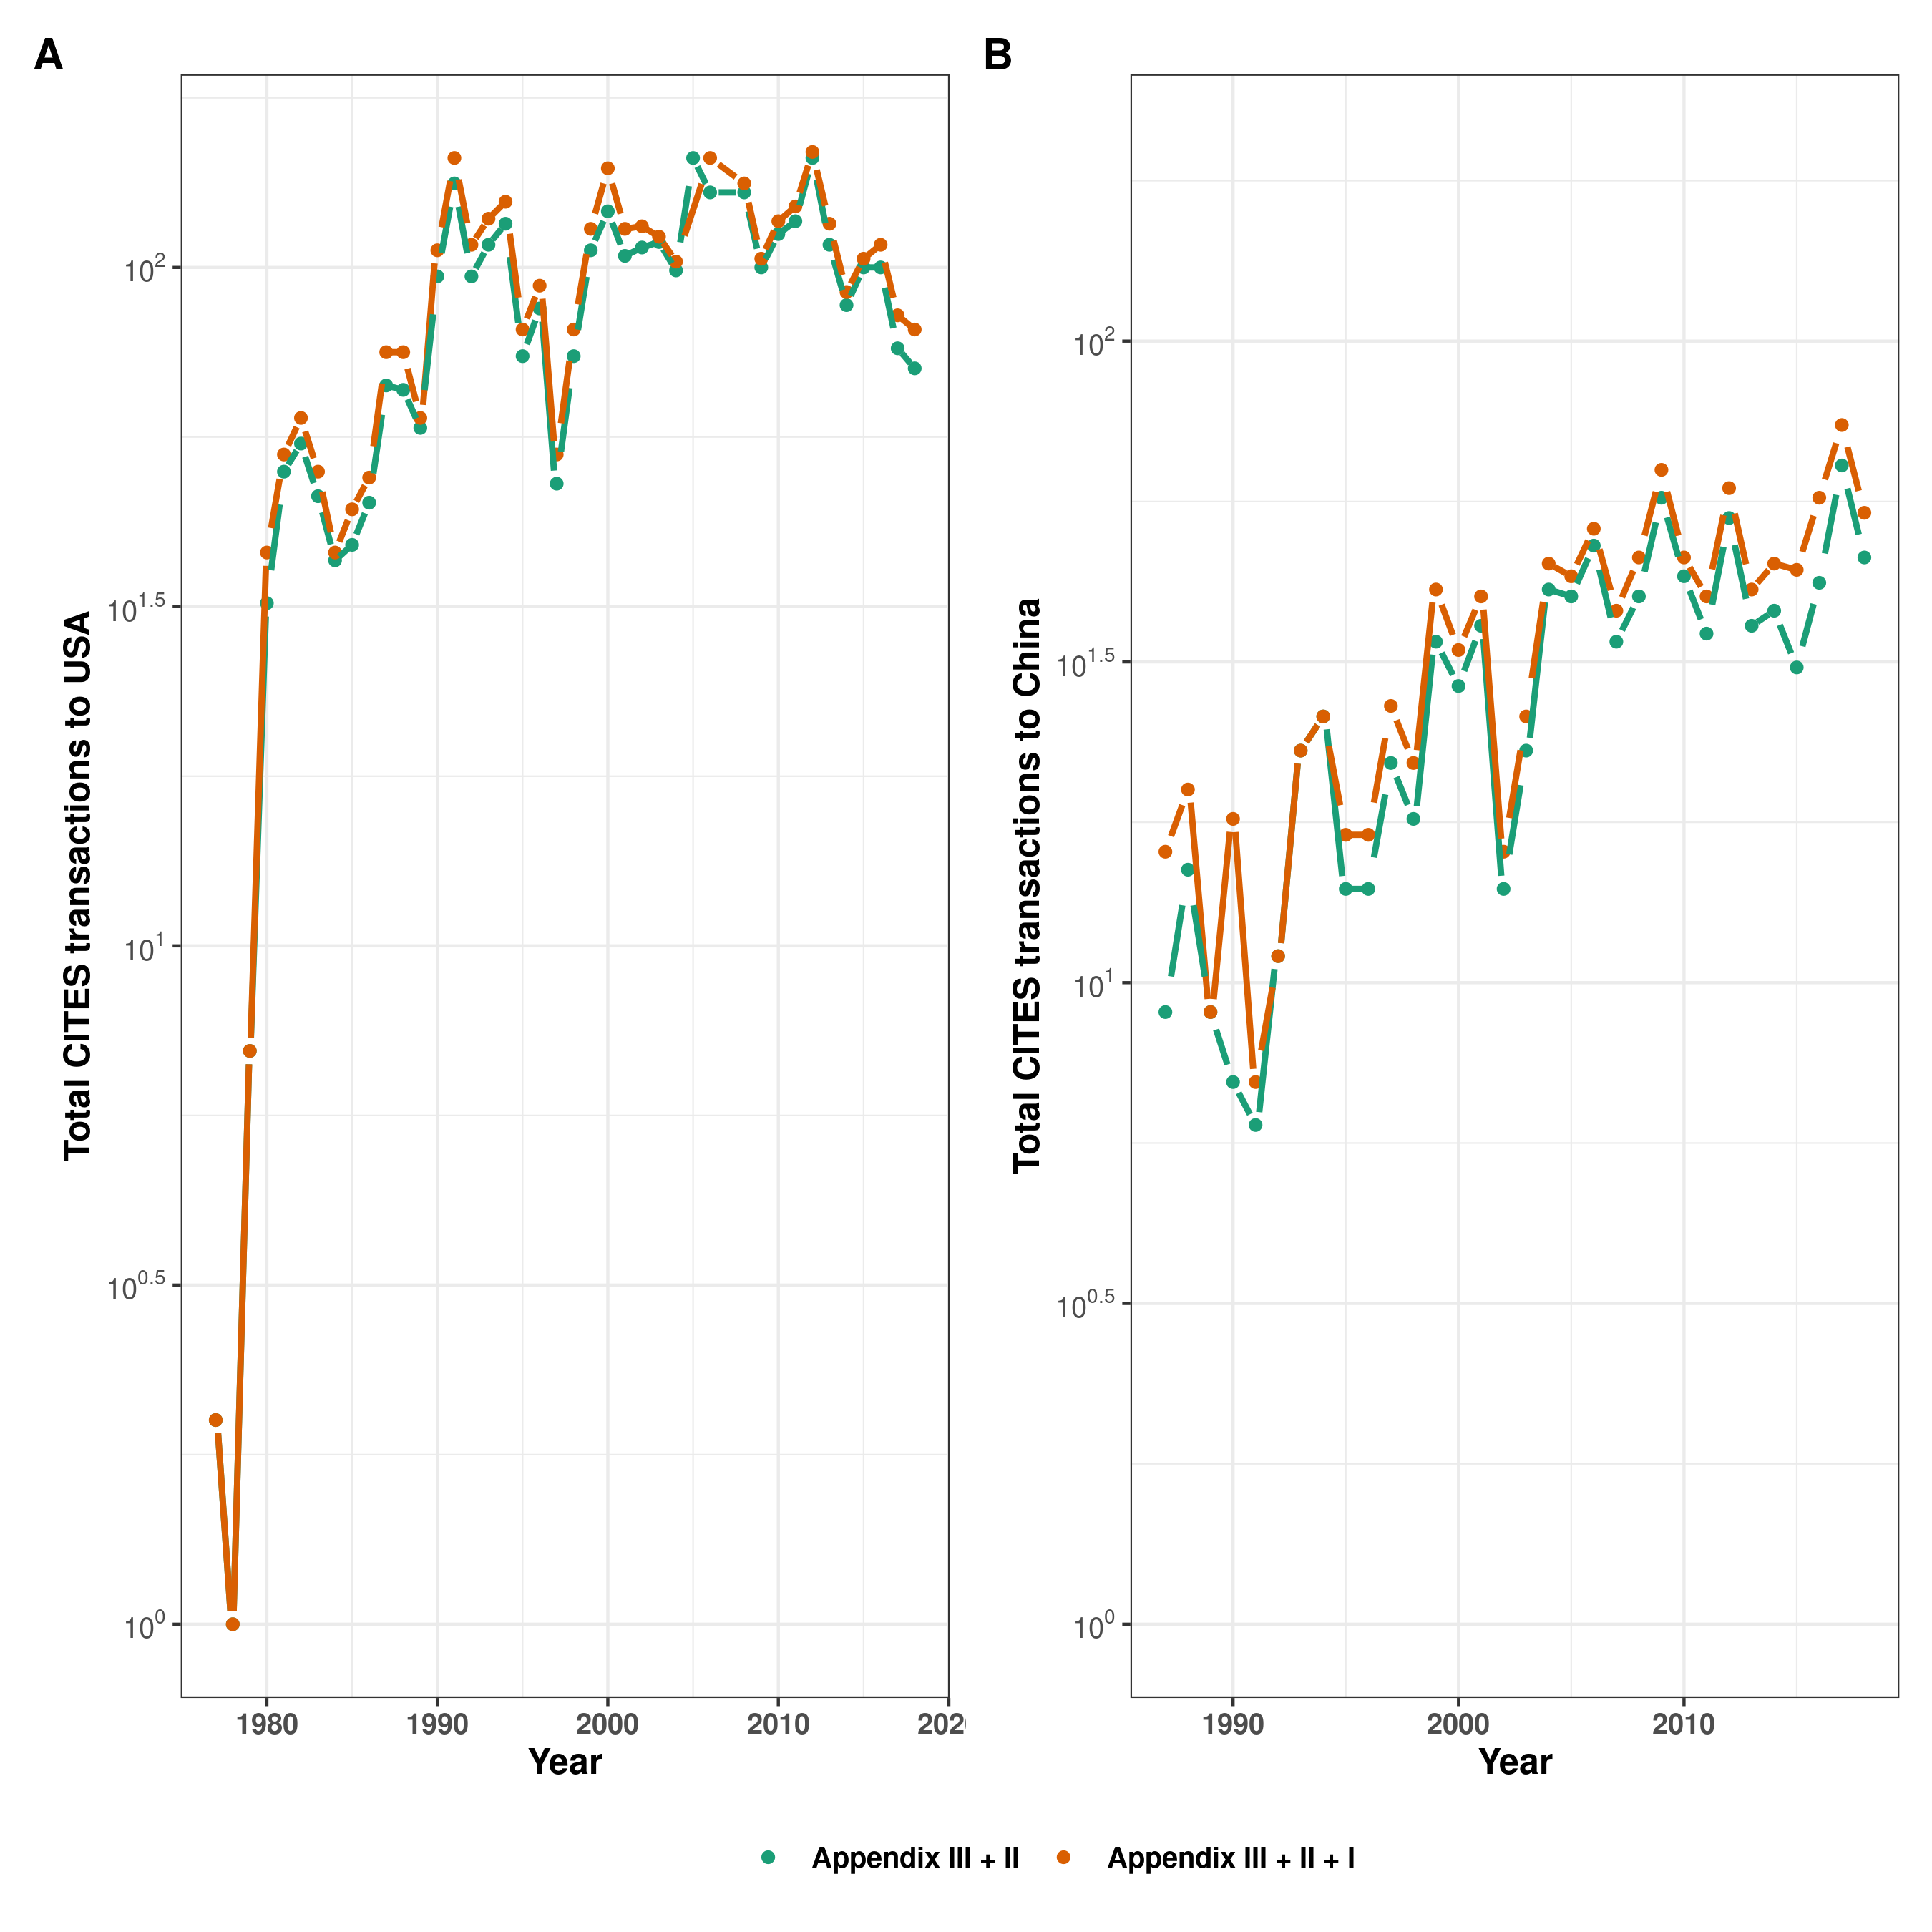 A
B
Total CITES transactions to USA
10^2
10^1.5
10^1
10^0.5
10^0
1980 1990 2000 2010 202
Year
Total CITES transactions to China
10^2
10^1.5
10^1
10^0.5
10^0
1990 2000 2010
Year
Appendix III + II
Appendix III + II + I